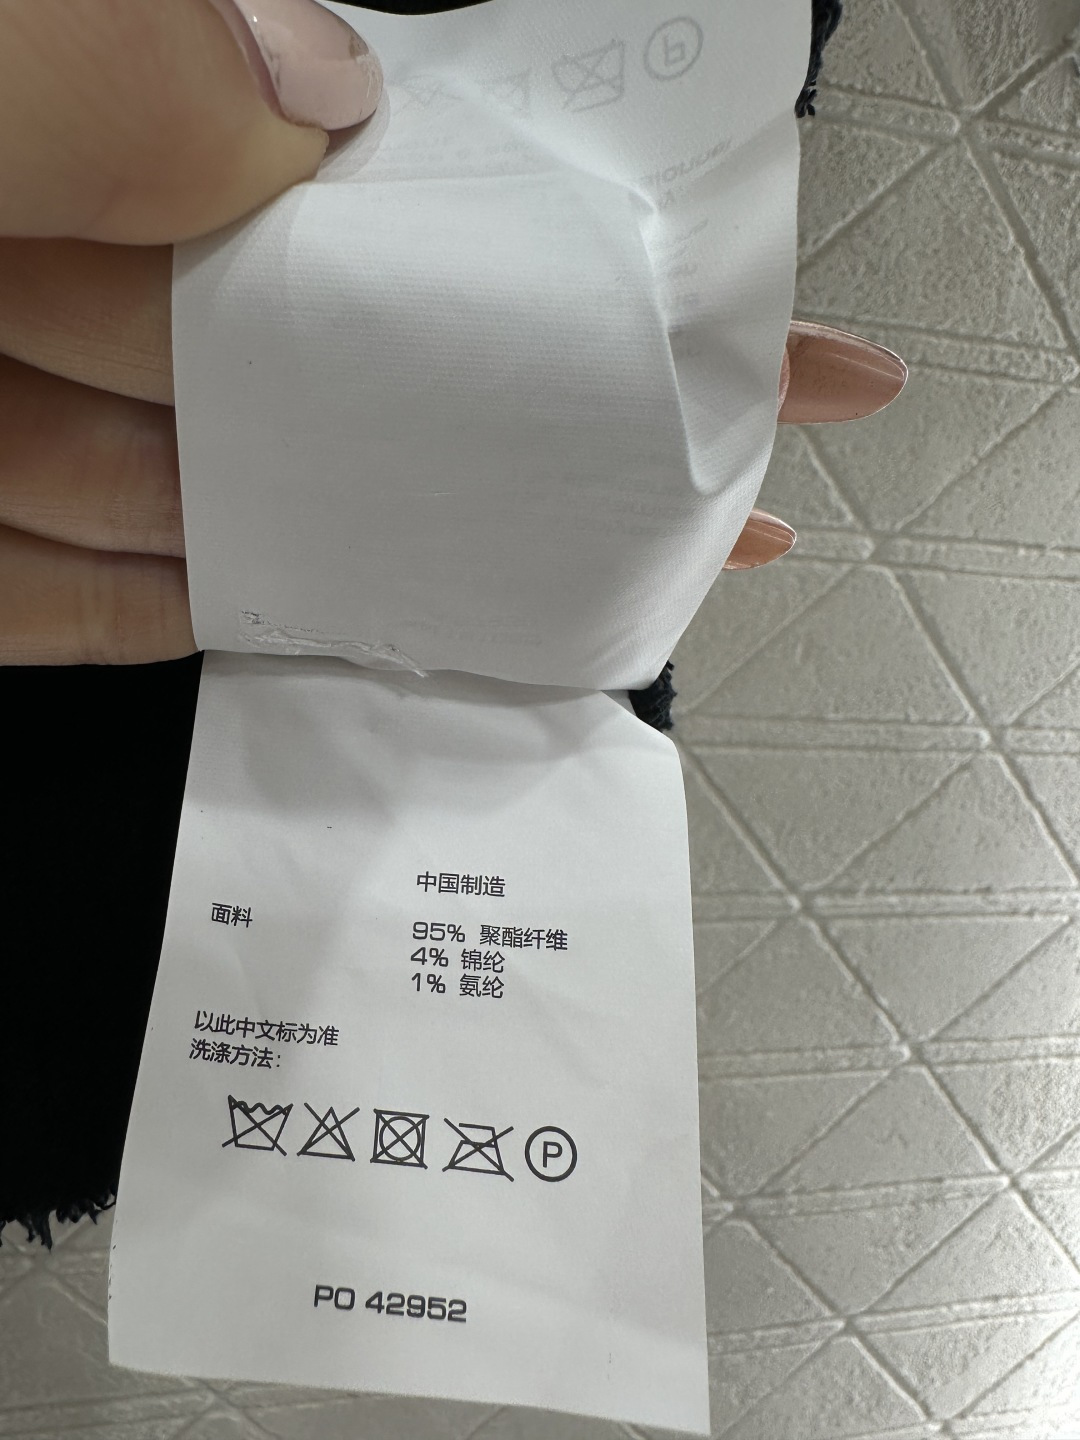 中国制造
面料
95% 聚酯纤维
4% 锦纶
1% 氨纶
以此中文标为准
洗涤方法:
P
PO 42952